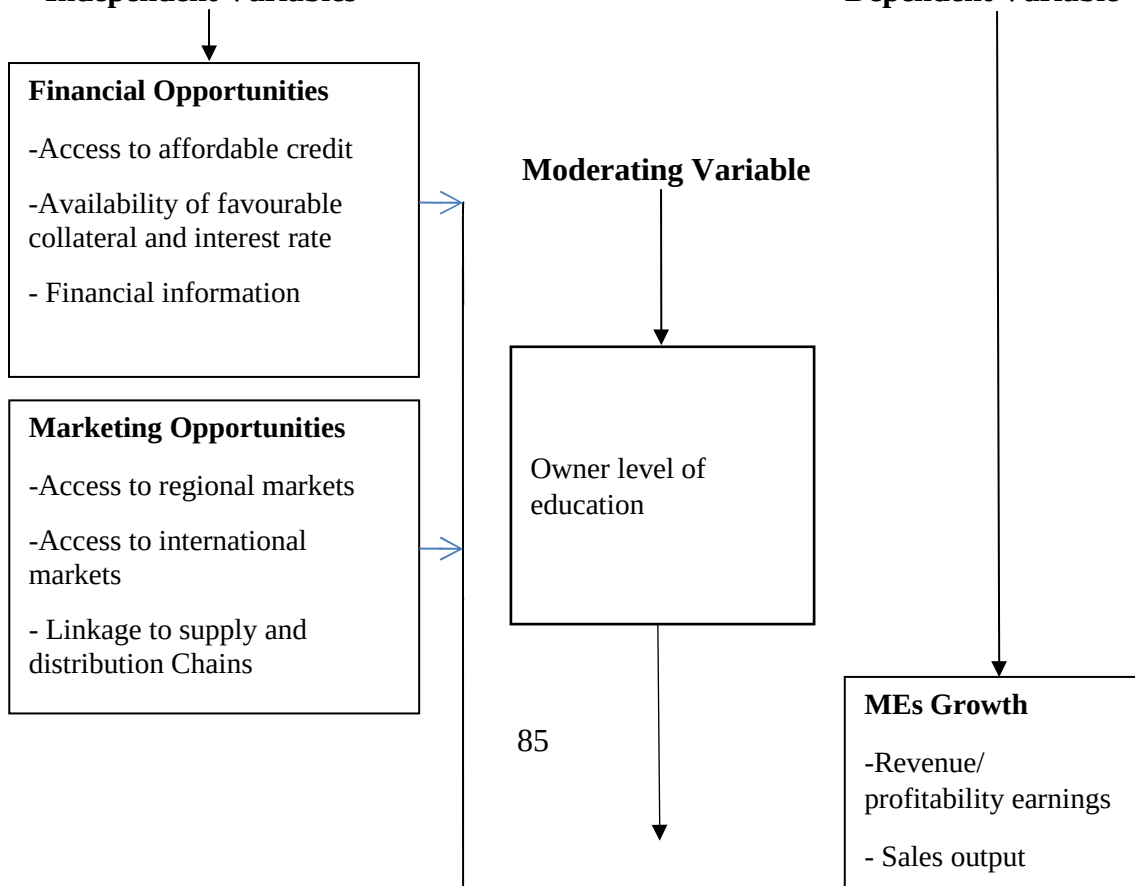 Independent Variables
Dependent Variable
Financial Opportunities
-Access to affordable credit
-Availability of favourable
collateral and interest rate
- Financial information
Moderating Variable
Marketing Opportunities
-Access to regional markets
-Access to international
markets
- Linkage to supply and
distribution Chains
Owner level of
education
85
MEs Growth
-Revenue/
profitability earnings
- Sales output